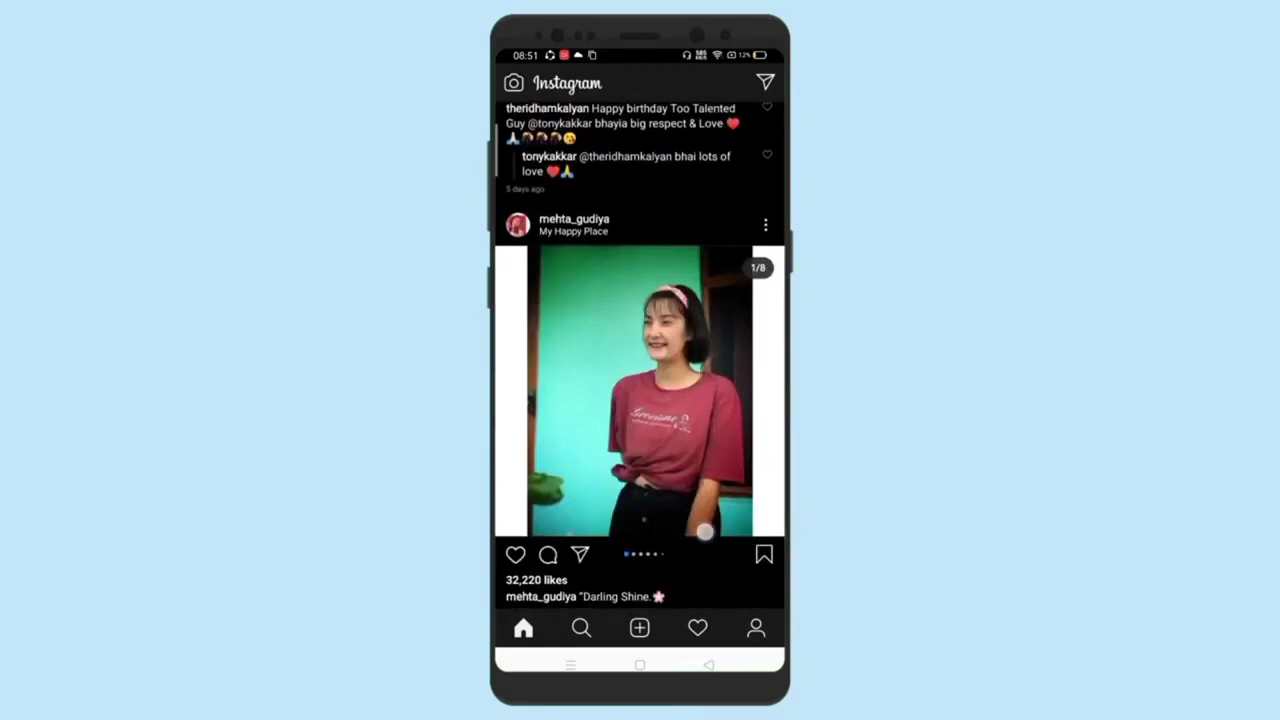 08:51
12%
Instagram
theridhamkalyan Happy birthday Too Talented
Guy @tonykakkar bhayia big respect & Love ❤️
🙏🏻🤦🏽🤦🏽🤦🏽😘
tonykakkar @theridhamkalyan bhai lots of
love ❤️🙏
5 days ago
mehta_gudiya
My Happy Place
1/8
32,220 likes
mehta_gudiya “Darling Shine.🌸